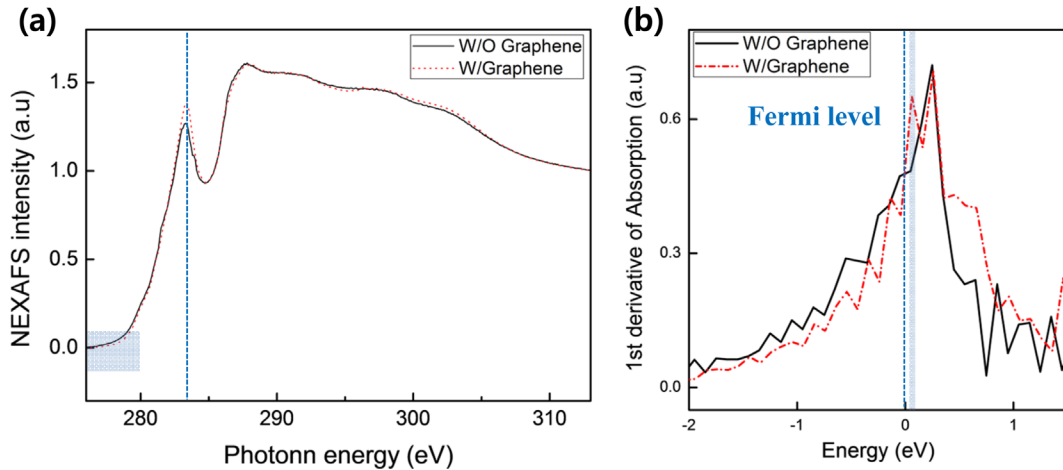 (a)
W/O Graphene
W/Graphene
NEXAFS intensity (a.u)
1.5
1.0
0.5
0.0
280
290
300
310
Photonn energy (eV)
(b)
W/O Graphene
W/Graphene
Fermi level
1st derivative of Absorption (a.u)
0.6
0.3
0.0
-2
-1
0
1
Energy (eV)